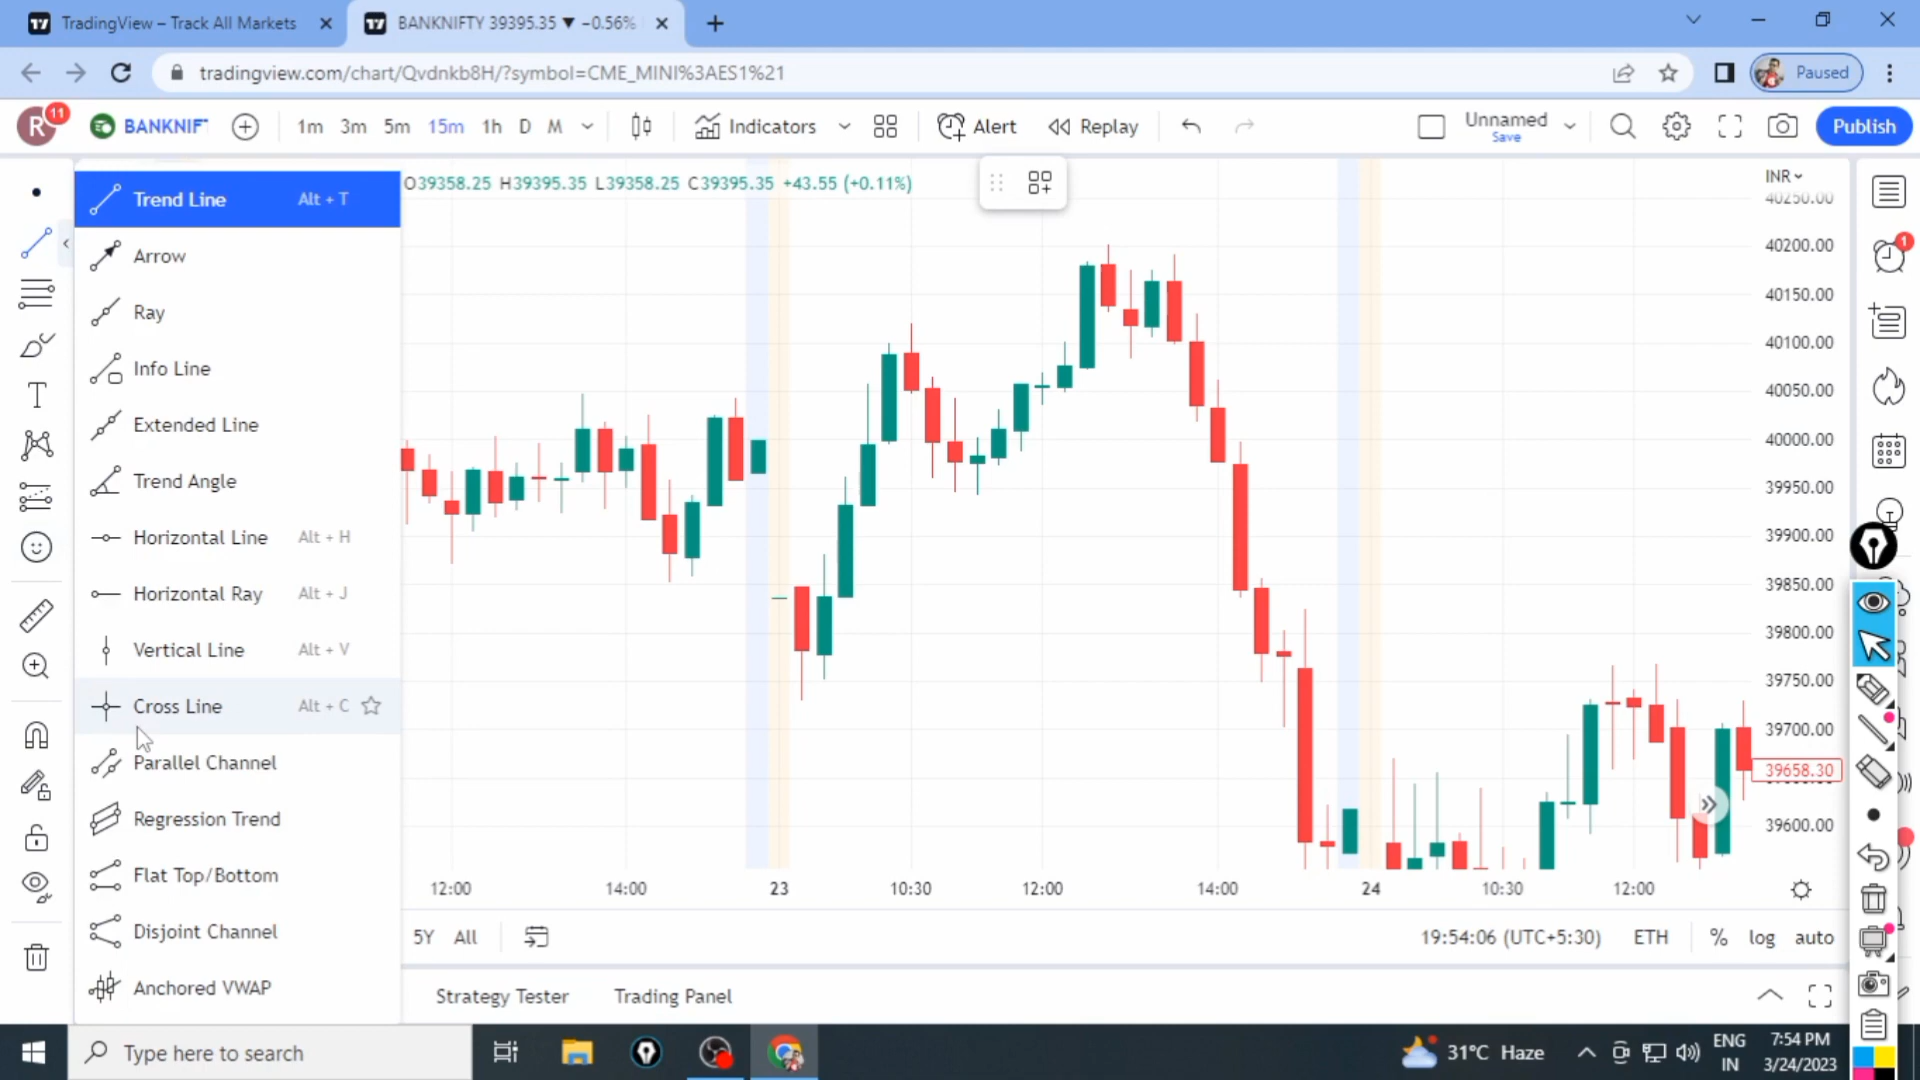 TradingView – Track All Markets
BANKNIFTY 39395.35 ▼ −0.56%
tradingview.com/chart/Qvdnkb8H/?symbol=CME_MINI%3AES1%21
Paused
R
11
BANKNIF
1m 3m 5m 15m 1h D M
Indicators
Alert
Replay
Unnamed
Save
Publish
Trend Line Alt + T
Arrow
Ray
Info Line
Extended Line
Trend Angle
Horizontal Line Alt + H
Horizontal Ray Alt + J
Vertical Line Alt + V
Cross Line Alt + C
Parallel Channel
Regression Trend
Flat Top/Bottom
Disjoint Channel
Anchored VWAP
O39358.25 H39395.35 L39358.25 C39395.35 +43.55 (+0.11%)
INR
40250.00
40200.00
40150.00
40100.00
40050.00
40000.00
39950.00
39900.00
39850.00
39800.00
39750.00
39700.00
39658.30
39600.00
1
12:00 14:00 23 10:30 12:00 14:00 24 10:30 12:00
5Y All
19:54:06 (UTC+5:30) ETH % log auto
Strategy Tester Trading Panel
Type here to search
31°C Haze
ENG
IN
7:54 PM
3/24/2023